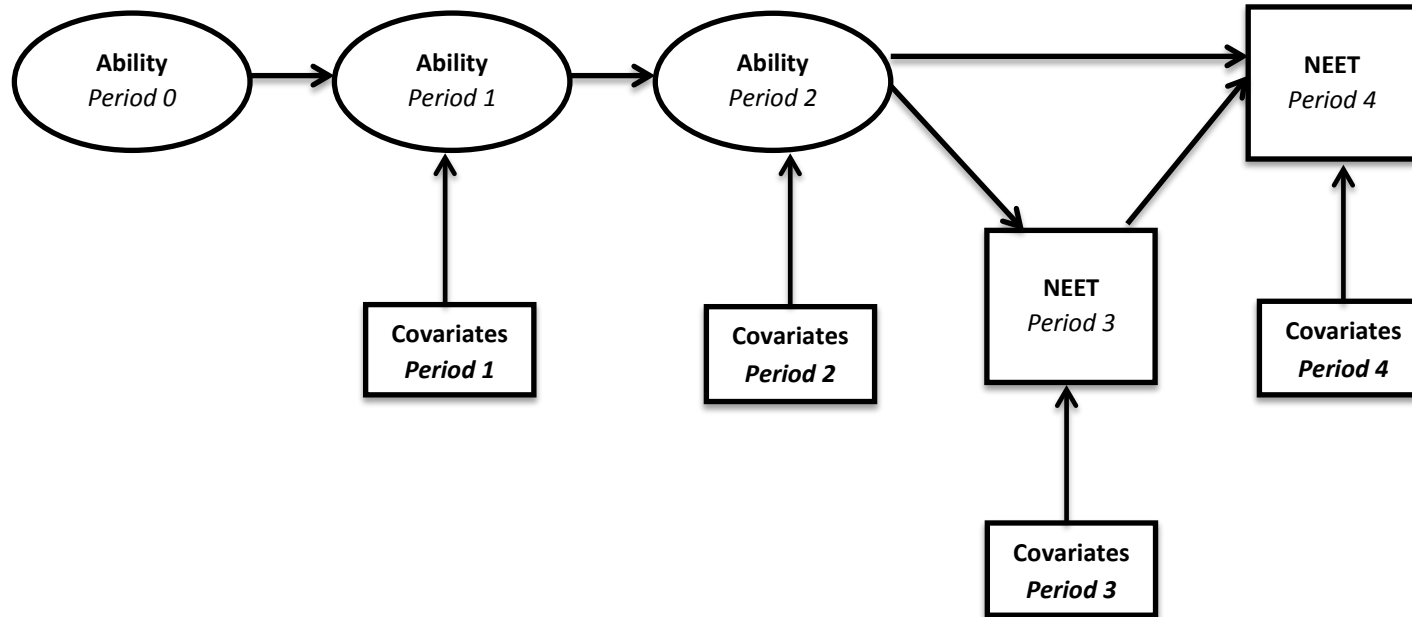 Ability
Period 0
Ability
Period 1
Ability
Period 2
NEET
Period 4
NEET
Period 3
Covariates
Period 1
Covariates
Period 2
Covariates
Period 4
Covariates
Period 3